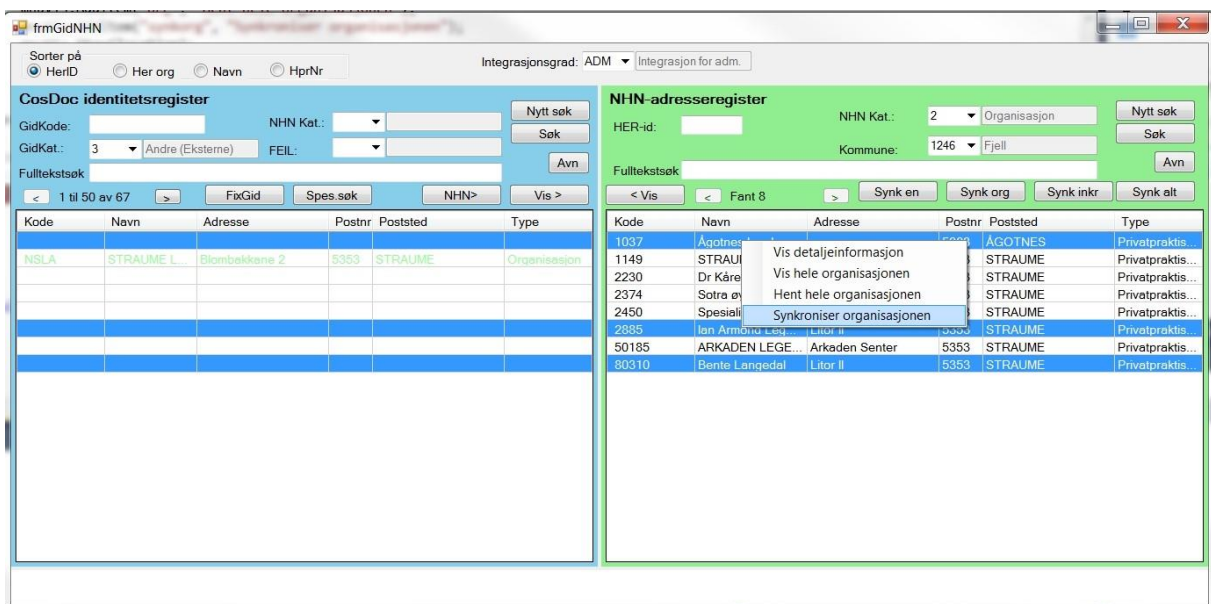 frmGidNHN
Sorter på
HerID Her org Navn HprNr
Integrasjonsgrad: ADM Integrasjon for adm.
CosDoc identitetsregister
Nytt søk
GidKode: NHN Kat.:
Søk
GidKat.: 3 Andre (Eksterne) FEIL:
Avn
Fulltekstsøk
< 1 til 50 av 67 > FixGid Spes.søk NHN> Vis >
Kode Navn Adresse Postnr Poststed Type
NSLA STRAUME L... Blombakkane 2 5353 STRAUME Organisasjon
NHN-adresseregister
Nytt søk
HER-id: NHN Kat.: 2 Organisasjon
Søk
Kommune: 1246 Fjell
Avn
Fulltekstsøk
< Vis < Fant 8 > Synk en Synk org Synk inkr Synk alt
Kode Navn Adresse Postnr Poststed Type
1037 ÅGOTNES Privatpraktis...
1149 STRAUME Privatpraktis...
2230 Dr Kåre STRAUME Privatpraktis...
2374 Sotra STRAUME Privatpraktis...
2450 STRAUME Privatpraktis...
2885 Ian Armond Leg... Litor II 5353 STRAUME Privatpraktis...
50185 ARKADEN LEGE... Arkaden Senter 5353 STRAUME Privatpraktis...
80310 Bente Langedal Litor II 5353 STRAUME Privatpraktis...
Vis detaljeinformasjon
Vis hele organisasjonen
Hent hele organisasjonen
Synkroniser organisasjonen